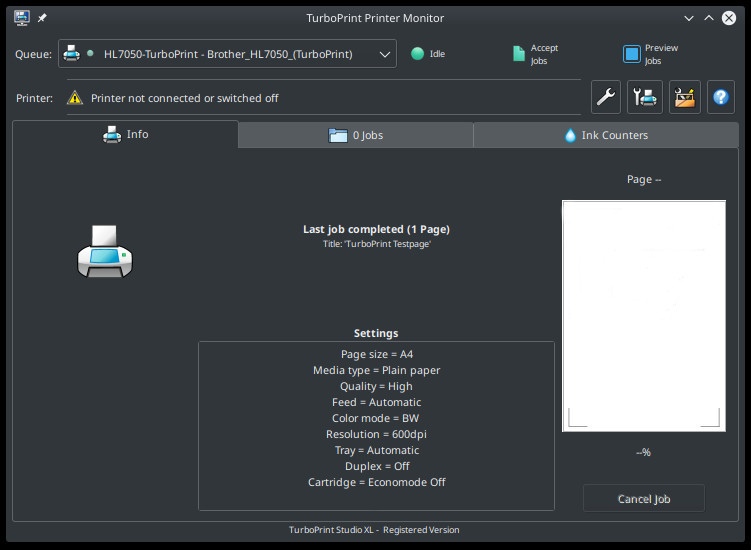 TurboPrint Printer Monitor
Queue: HL7050-TurboPrint - Brother_HL7050_(TurboPrint) Idle Accept Jobs Preview Jobs
Printer: Printer not connected or switched off
Info 0 Jobs Ink Counters
Page --
Last job completed (1 Page)
Title: 'TurboPrint Testpage'
Settings
Page size = A4
Media type = Plain paper
Quality = High
Feed = Automatic
Color mode = BW
Resolution = 600dpi
Tray = Automatic
Duplex = Off
Cartridge = Economode Off
--%
Cancel Job
TurboPrint Studio XL - Registered Version